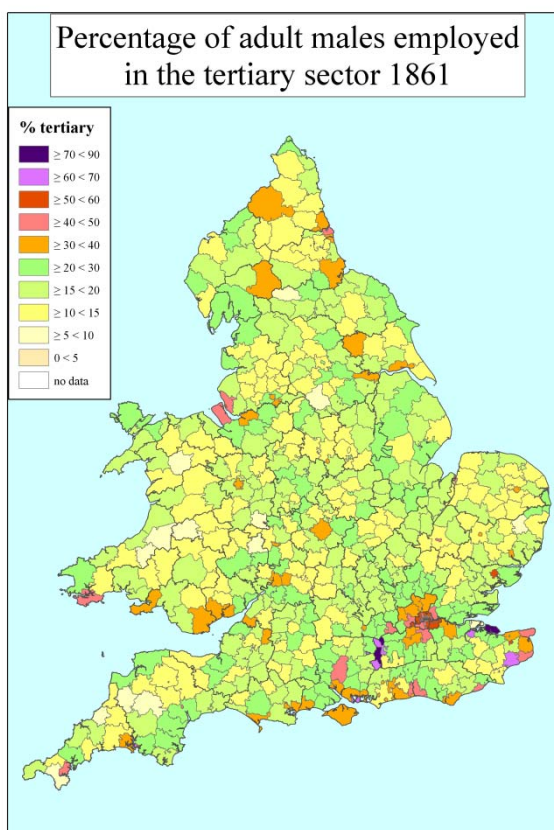 Percentage of adult males employed
in the tertiary sector 1861
% tertiary
≥ 70 < 90
≥ 60 < 70
≥ 50 < 60
≥ 40 < 50
≥30 < 40
≥ 20 < 30
≥ 15 < 20
≥ 10 < 15
≥ 5 < 10
0 < 5
no data